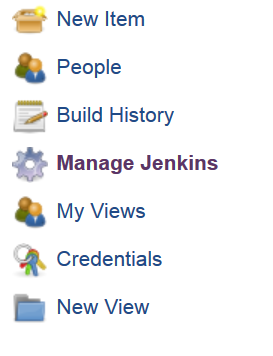 New Item
People
Build History
Manage Jenkins
My Views
Credentials
New View